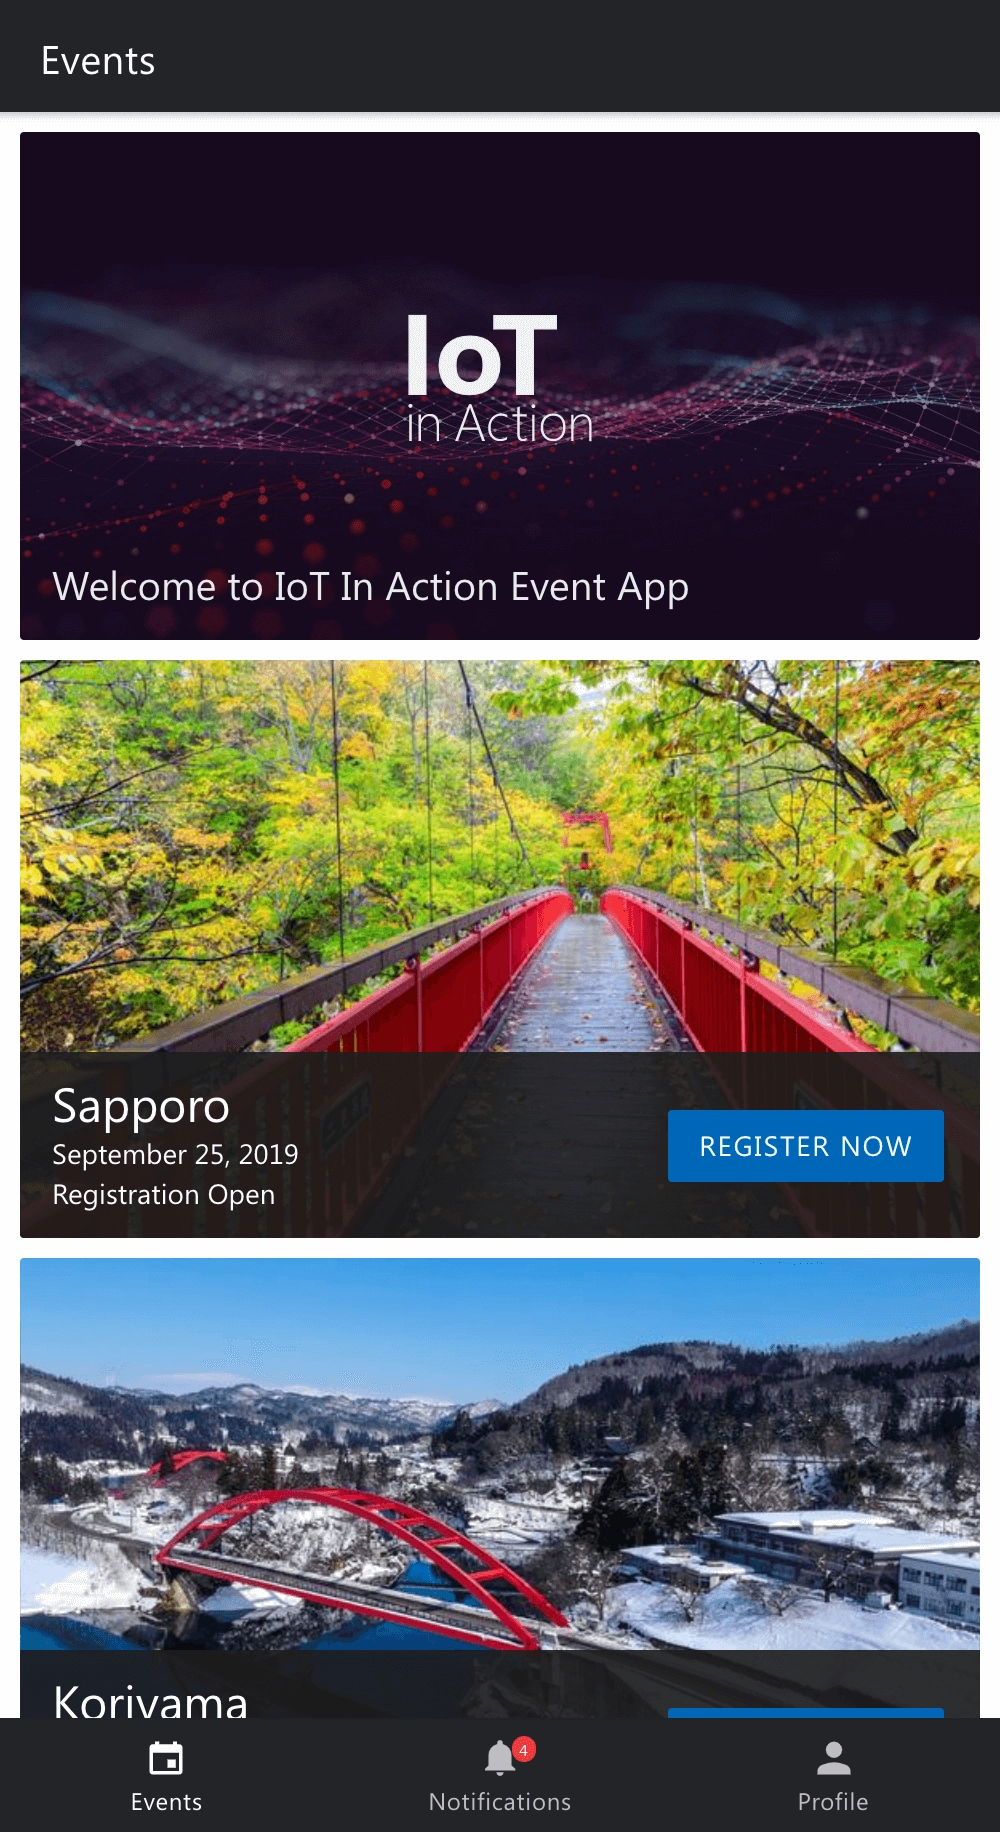 Events
IoT
in Action
Welcome to IoT In Action Event App
Sapporo
September 25, 2019
Registration Open
REGISTER NOW
Koriyama
4
Events
Notifications
Profile